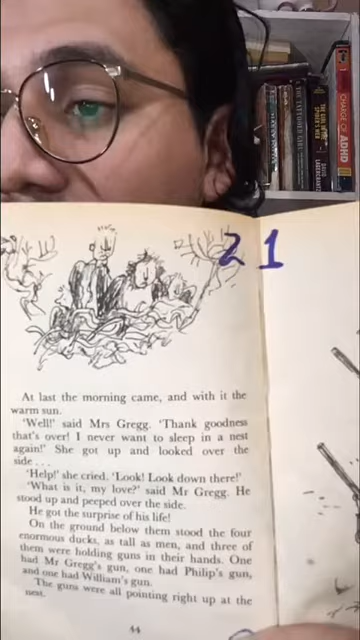 CHARGE OF ADHD
21
At last the morning came, and with it the
warm sun.
'Well!' said Mrs Gregg. 'Thank goodness
that's over! I never want to sleep in a nest
again!' She got up and looked over the
side . . .
'Help!' she cried. 'Look! Look down there!'
'What is it, my love?' said Mr Gregg. He
stood up and peeped over the side.
He got the surprise of his life!
On the ground below them stood the four
enormous ducks, as tall as men, and three of
them were holding guns in their hands. One
had Mr Gregg's gun, one had Philip's gun,
and one had William's gun.
The guns were all pointing right up at the
nest.
44